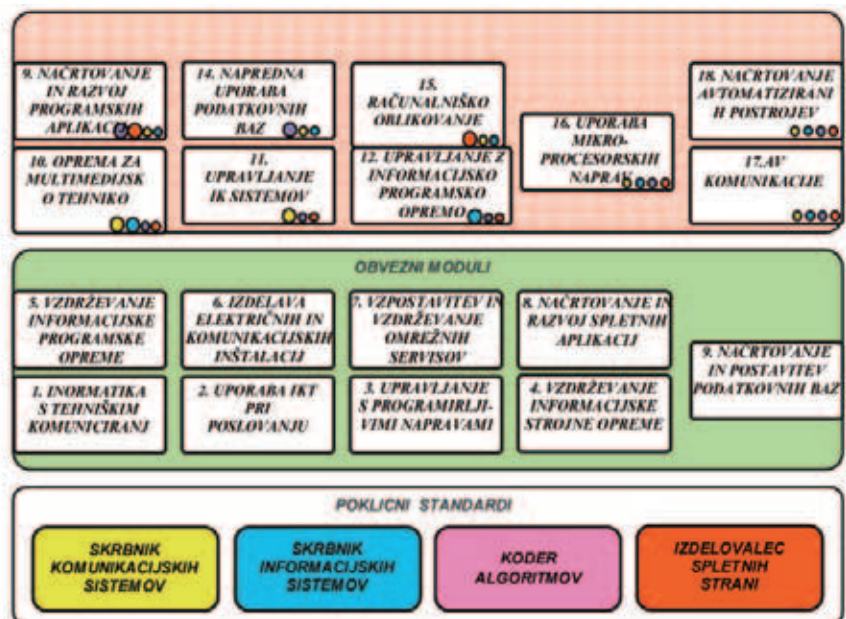 9. NAČRTOVANJE
IN RAZVOJ
PROGRAMSKIH
APLIKACIJ
14. NAPREDNA
UPORABA
PODATKOVNIH
BAZ
15.
RAČUNALNIŠKO
OBLIKOVANJE
18. NAČRTOVANJE
AVTOMATIZIRANI
H POSTROJEV
10. OPREMA ZA
MULTIMEDIJSK
O TEHNIKO
11.
UPRAVLJANJE
IK SISTEMOV
12. UPRAVLJANJE Z
INFORMACIJSKO
PROGRAMSKO
OPREMO
16. UPORABA
MIKRO-
PROCESORSKIH
NAPRAV
17.AV
KOMUNIKACIJE
OBVEZNI MODULI
5. VZDRŽEVANJE
INFORMACIJSKE
PROGRAMSKE
OPREME
6. IZDELAVA
ELEKTRIČNIH IN
KOMUNIKACIJSKIH
INŠTALACIJ
7. VZPOSTAVITEV IN
VZDRŽEVANJE
OMREŽNIH
SERVISOV
8. NAČRTOVANJE IN
RAZVOJ SPLETNIH
APLIKACIJ
9. NAČRTOVANJE
IN POSTAVITEV
PODATKOVNIH BAZ
1. INORMATIKA
S TEHNIŠKIM
KOMUNICIRANJ
2. UPORABA IKT
PRI
POSLOVANJU
3. UPRAVLJANJE
S PROGRAMIRLJI-
VIMI NAPRAVAMI
4. VZDRŽEVANJE
INFORMACIJSKE
STROJNE OPREME
POKLICNI STANDARDI
SKRBNIK
KOMUNIKACIJSKIH
SISTEMOV
SKRBNIK
INFORMACIJSKIH
SISTEMOV
KODER
ALGORITMOV
IZDELOVALEC
SPLETNIH
STRANI